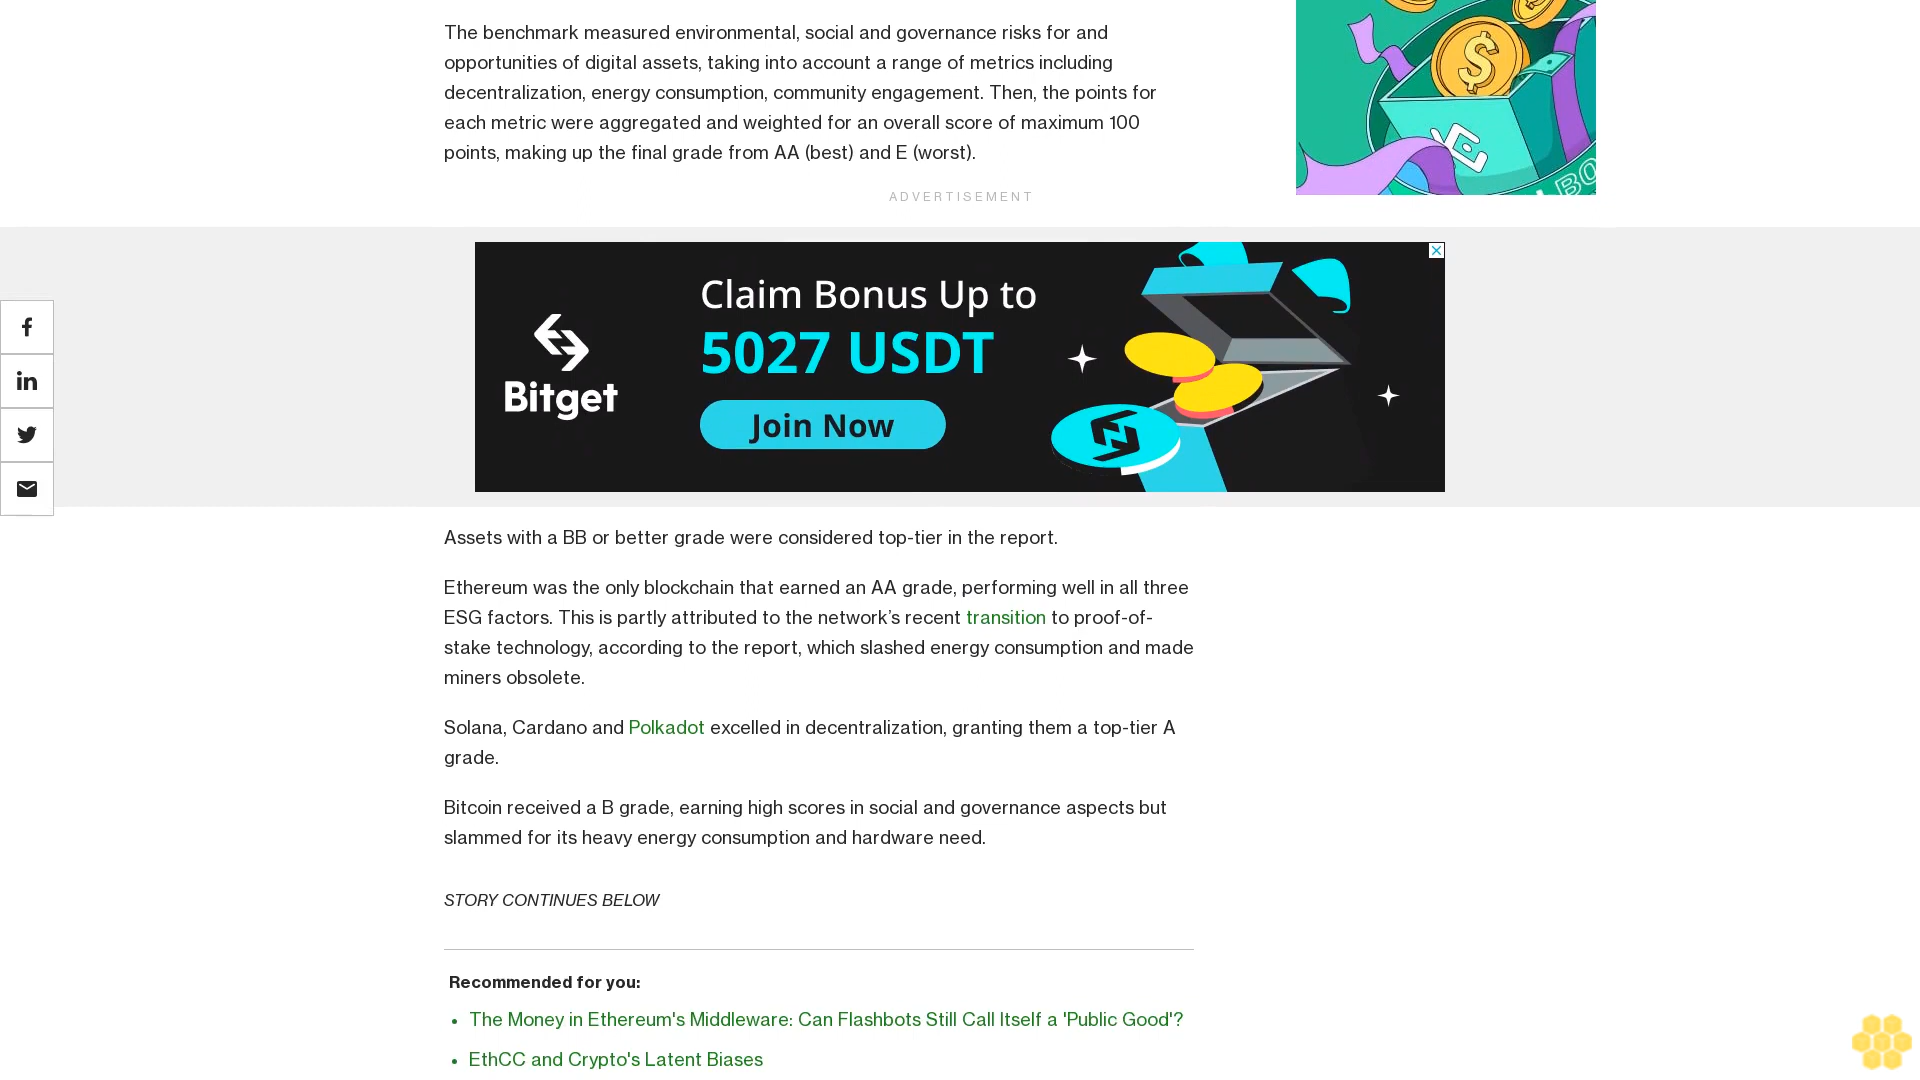 The benchmark measured environmental, social and governance risks for and
opportunities of digital assets, taking into account a range of metrics including
decentralization, energy consumption, community engagement. Then, the points for
each metric were aggregated and weighted for an overall score of maximum 100
points, making up the final grade from AA (best) and E (worst).
ADVERTISEMENT
Claim Bonus Up to
5027 USDT
Bitget
Join Now
Assets with a BB or better grade were considered top-tier in the report.
Ethereum was the only blockchain that earned an AA grade, performing well in all three
ESG factors. This is partly attributed to the network’s recent transition to proof-of-
stake technology, according to the report, which slashed energy consumption and made
miners obsolete.
Solana, Cardano and Polkadot excelled in decentralization, granting them a top-tier A
grade.
Bitcoin received a B grade, earning high scores in social and governance aspects but
slammed for its heavy energy consumption and hardware need.
STORY CONTINUES BELOW
Recommended for you:
• The Money in Ethereum's Middleware: Can Flashbots Still Call Itself a 'Public Good'?
• EthCC and Crypto's Latent Biases